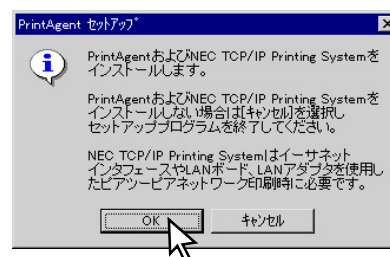 PrintAgent ｾｯﾄｱｯﾌﾟ
PrintAgentおよびNEC TCP/IP Printing Systemを
インストールします。
PrintAgentおよびNEC TCP/IP Printing Systemを
インストールしない場合は[ｷｬﾝｾﾙ]を選択し
セットアッププログラムを終了してください。
NEC TCP/IP Printing Systemはイーサネット
インタフェースやLANボード、LANアダプタを使用し
たピアツーピアネットワーク印刷時に必要です。
OK
ｷｬﾝｾﾙ